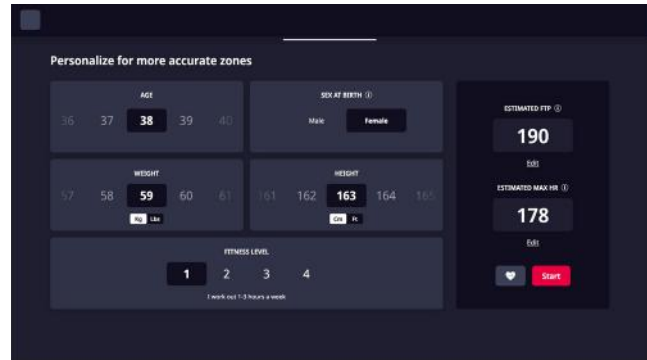 Personalize for more accurate zones
AGE
36 37 38 39 40
SEX AT BIRTH ⓘ
Male Female
WEIGHT
57 58 59 60 61
Kg Lbs
HEIGHT
161 162 163 164 165
Cm Ft
FITNESS LEVEL
1 2 3 4
I work out 1-3 hours a week
ESTIMATED FTP ⓘ
190
Edit
ESTIMATED MAX HR ⓘ
178
Edit
Start